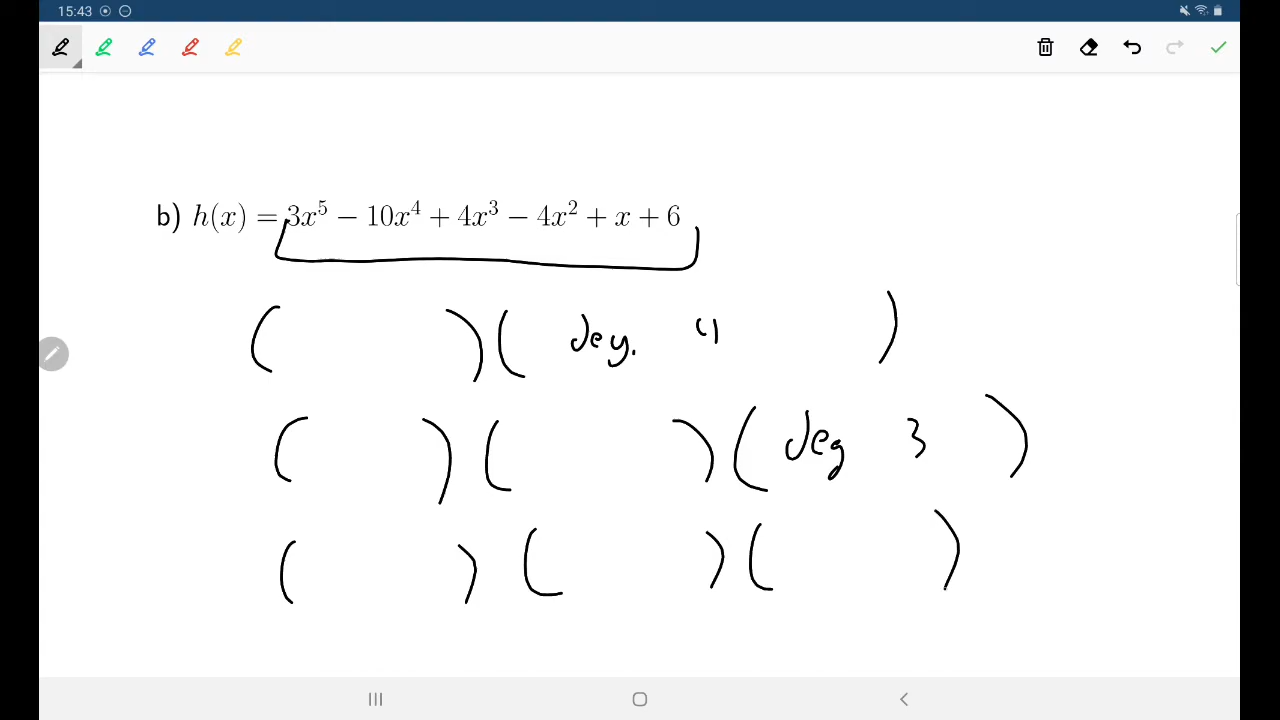 15:43
b) h(x) = 3x⁵ − 10x⁴ + 4x³ − 4x² + x + 6
( )( deg. 4 )
( )( )( deg 3 )
( )( )( )